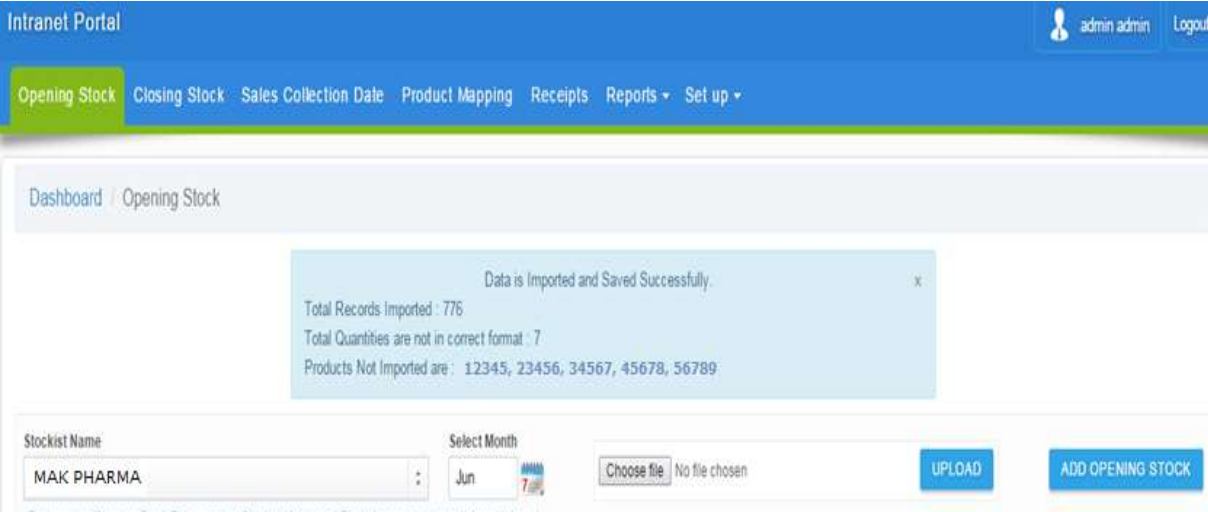 Intranet Portal
admin admin
Logout
Opening Stock Closing Stock Sales Collection Date Product Mapping Receipts Reports Set up
Dashboard / Opening Stock
Data is Imported and Saved Successfully. x
Total Records Imported : 776
Total Quantities are not in correct format : 7
Products Not Imported are : 12345, 23456, 34567, 45678, 56789
Stockist Name
Select Month
MAK PHARMA
Jun
7
Choose file No file chosen
UPLOAD
ADD OPENING STOCK